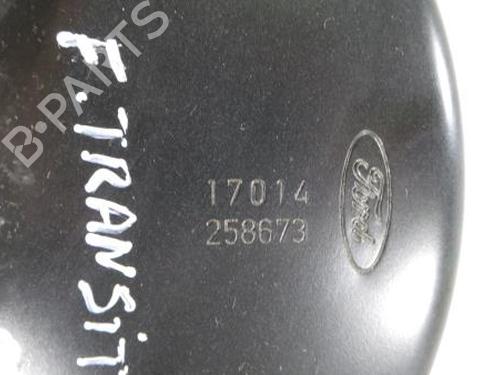 F. TRANSiT
B-PARTS
17014
258673
Ford